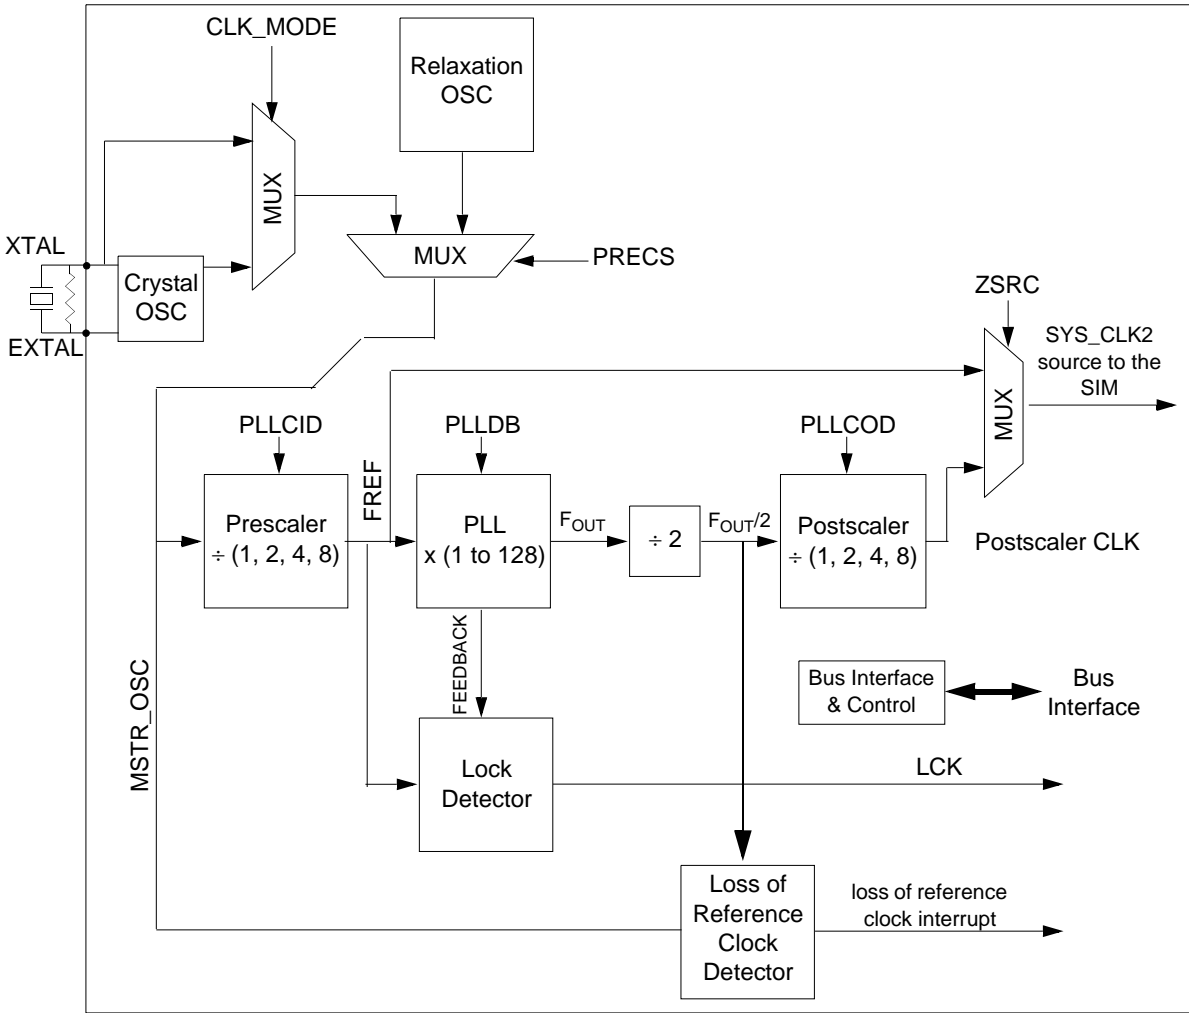 CLK_MODE
Relaxation
OSC
MUX
XTAL
MUX
PRECS
Crystal
OSC
ZSRC
EXTAL
SYS_CLK2
source to the
SIM
MUX
PLLCID
PLLDB
PLLCOD
FREF
Prescaler
÷ (1, 2, 4, 8)
PLL
x (1 to 128)
FOUT
÷ 2
FOUT/2
Postscaler
÷ (1, 2, 4, 8)
Postscaler CLK
FEEDBACK
MSTR_OSC
Bus Interface
& Control
Bus
Interface
Lock
Detector
LCK
Loss of
Reference
Clock
Detector
loss of reference
clock interrupt